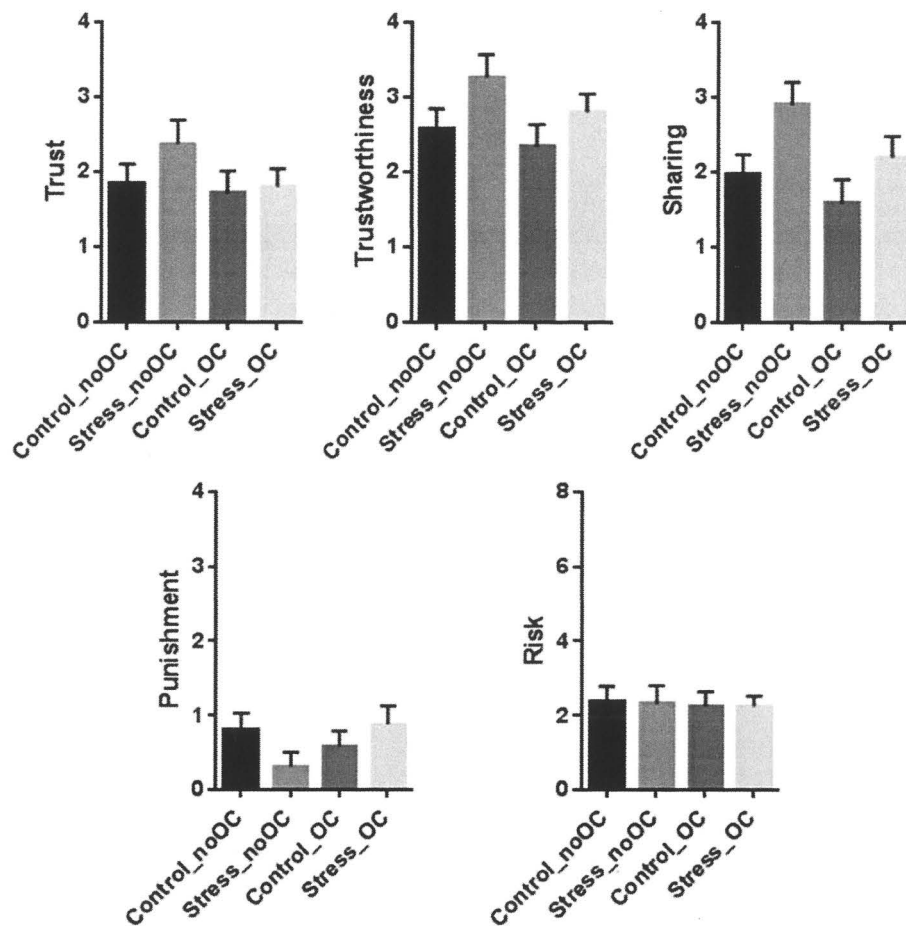 Trust
4
3
2
1
0
Control_noOC
Stress_noOC
Control_OC
Stress_OC
Trustworthiness
4
3
2
1
0
Control_noOC
Stress_noOC
Control_OC
Stress_OC
Sharing
4
3
2
1
0
Control_noOC
Stress_noOC
Control_OC
Stress_OC
Punishment
4
3
2
1
0
Control_noOC
Stress_noOC
Control_OC
Stress_OC
Risk
8
6
4
2
0
Control_noOC
Stress_noOC
Control_OC
Stress_OC